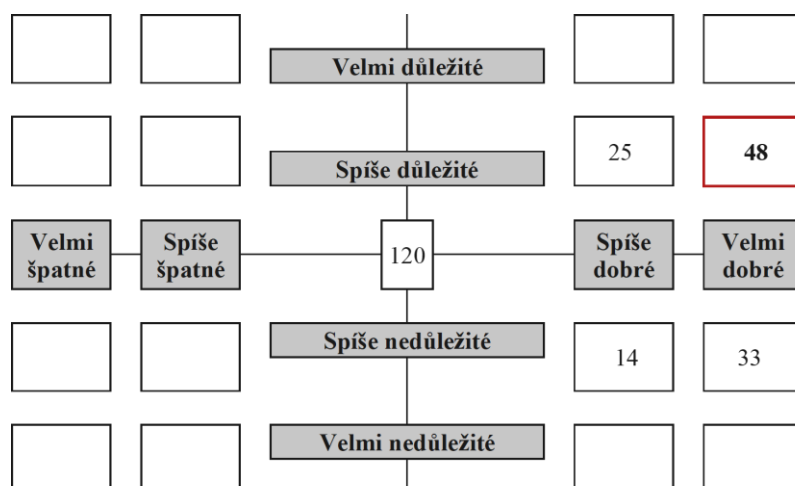 Velmi důležité
25
48
Spíše důležité
Velmi
špatné
Spíše
špatné
120
Spíše
dobré
Velmi
dobré
Spíše nedůležité
14
33
Velmi nedůležité